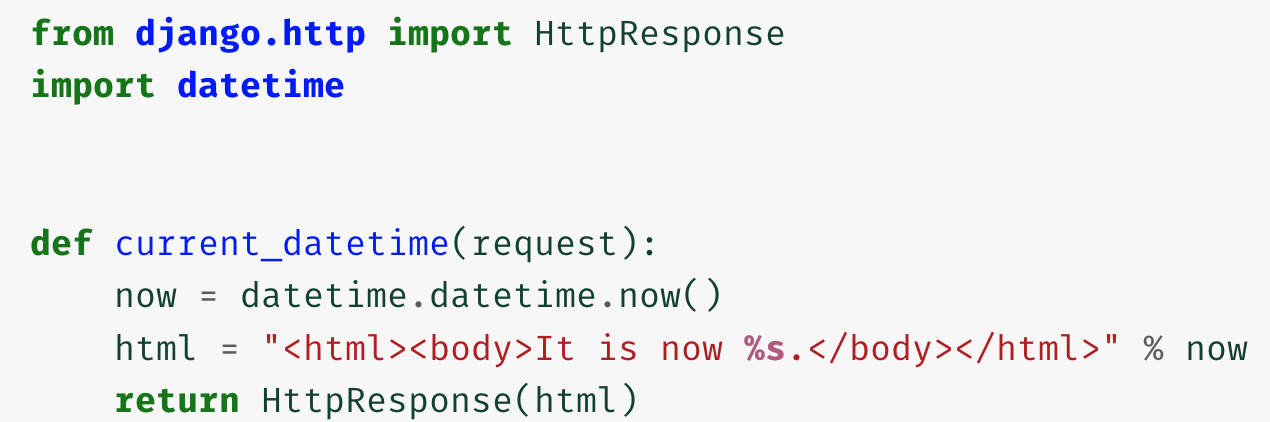 from django.http import HttpResponse
import datetime
def current_datetime(request):
    now = datetime.datetime.now()
    html = "<html><body>It is now %s.</body></html>" % now
    return HttpResponse(html)